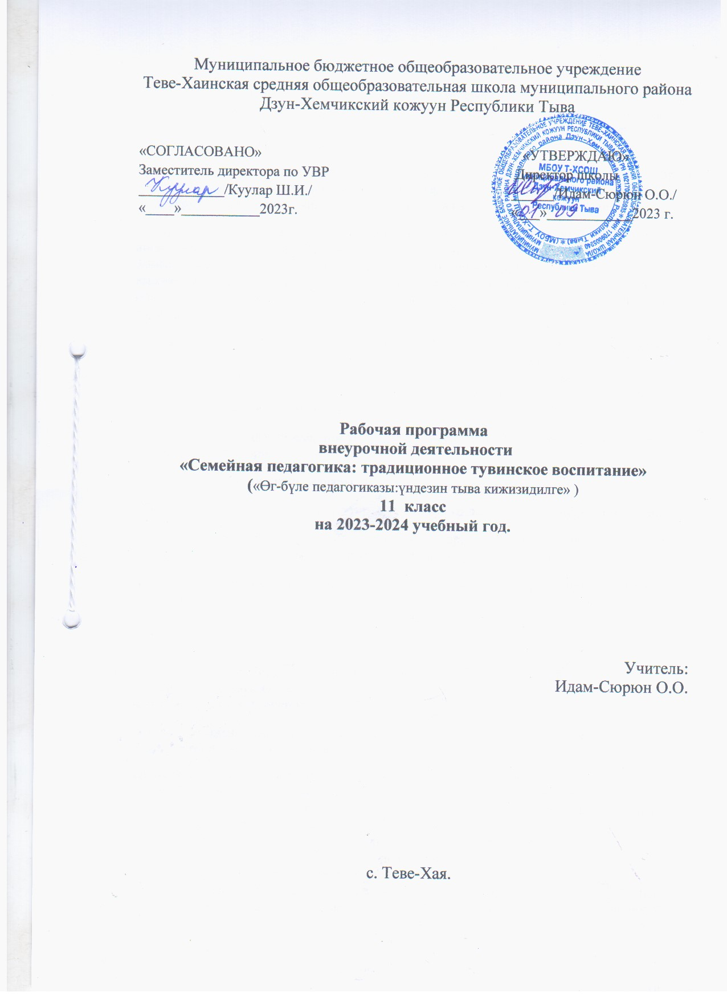 Муниципальное бюджетное общеобразовательное учреждение
Теве-Хаинская средняя общеобразовательная школа муниципального района
Дзун-Хемчикский кожуун Республики Тыва
«СОГЛАСОВАНО»
Заместитель директора по УВР
Куулар /Куулар Ш.И./
«____»___________2023г.
«УТВЕРЖДАЮ»
Директор школы
/Идам-Сюрюн О.О./
«01» 09 2023 г.
МБОУ Т-ХСОШ
муниципального района
Дзун-Хемчикский
кожуун
Республики Тыва
Рабочая программа
внеурочной деятельности
«Семейная педагогика: традиционное тувинское воспитание»
(«Өг-бүле педагогиказы:үндезин тыва кижизидилге» )
11 класс
на 2023-2024 учебный год.
Учитель:
Идам-Сюрюн О.О.
с. Теве-Хая.